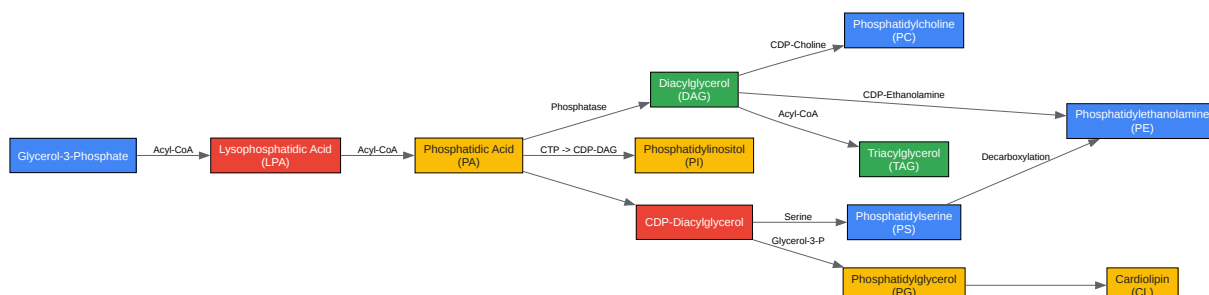 Glycerol-3-Phosphate
Acyl-CoA
Lysophosphatidic Acid
(LPA)
Acyl-CoA
Phosphatidic Acid
(PA)
Phosphatase
CTP -> CDP-DAG
Diacylglycerol
(DAG)
Phosphatidylinositol
(PI)
CDP-Diacylglycerol
CDP-Choline
CDP-Ethanolamine
Acyl-CoA
Serine
Glycerol-3-P
Phosphatidylcholine
(PC)
Triacylglycerol
(TAG)
Phosphatidylserine
(PS)
Phosphatidylglycerol
(PG)
Decarboxylation
Phosphatidylethanolamine
(PE)
Cardiolipin
(CL)